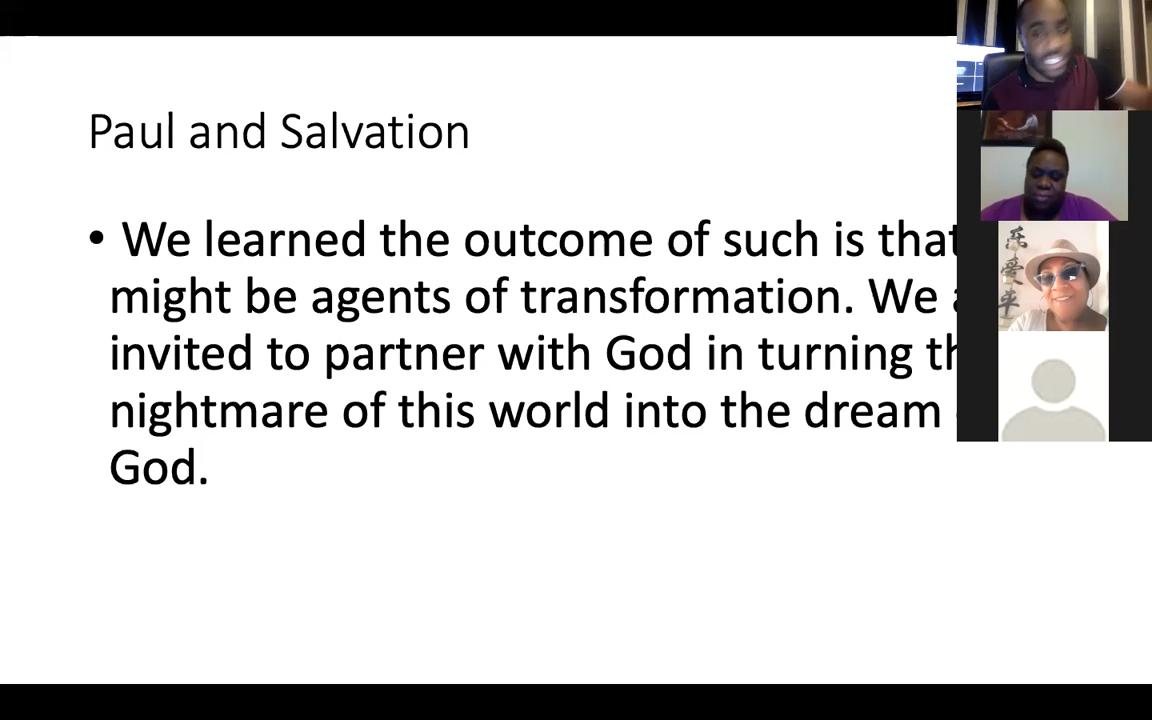 Paul and Salvation
• We learned the outcome of such is that
might be agents of transformation. We
invited to partner with God in turning
nightmare of this world into the dream
God.